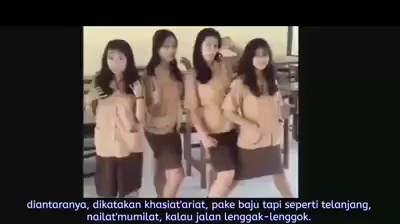 diantaranya, dikatakan khasiat'ariat, pake baju tapi seperti telanjang,
nailat'mumilat, kalau jalan lenggak-lenggok.